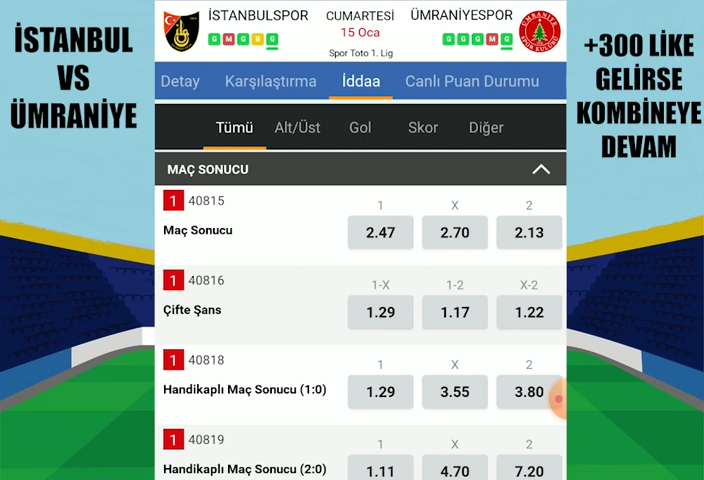 İSTANBUL
VS
ÜMRANİYE
İSTANBULSPOR
G M G B G
CUMARTESİ
15 Oca
Spor Toto 1. Lig
ÜMRANİYESPOR
G G G M G
+300 LİKE
GELİRSE
KOMBİNEYE
DEVAM
Detay Karşılaştırma İddaa Canlı Puan Durumu
Tümü Alt/Üst Gol Skor Diğer
MAÇ SONUCU
1 40815 1 X 2
Maç Sonucu 2.47 2.70 2.13
1 40816 1-X 1-2 X-2
Çifte Şans 1.29 1.17 1.22
1 40818 1 X 2
Handikaplı Maç Sonucu (1:0) 1.29 3.55 3.80
1 40819 1 X 2
Handikaplı Maç Sonucu (2:0) 1.11 4.70 7.20